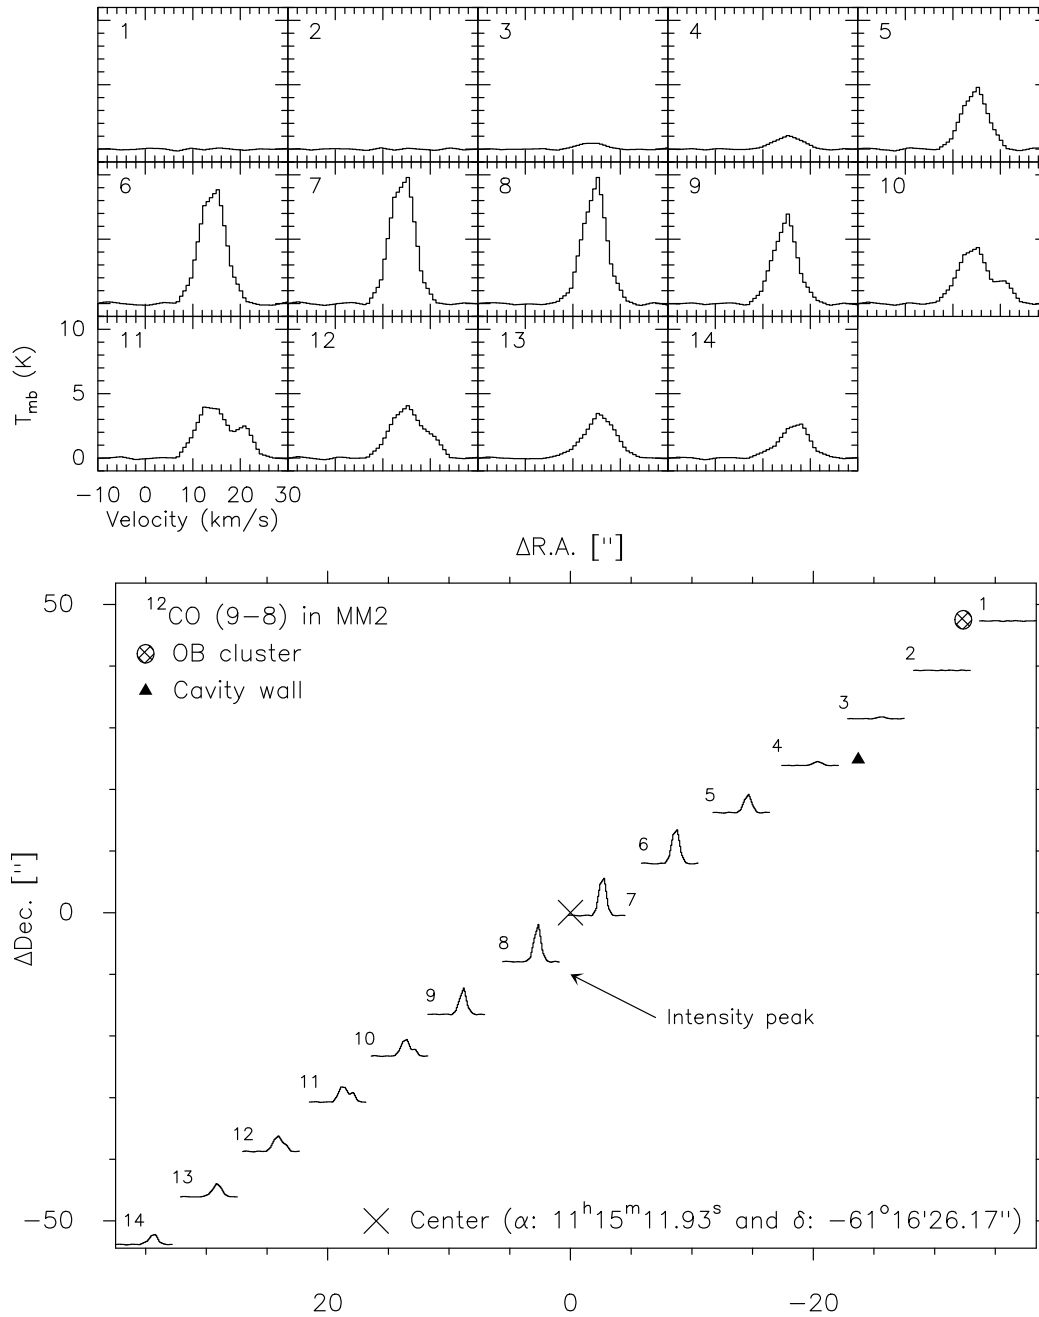 1 2 3 4 5
6 7 8 9 10
10 11 12 13 14
T_mb (K)
5
0
−10 0 10 20 30
Velocity (km/s)
ΔR.A. ["]
50
¹²CO (9−8) in MM2
1
OB cluster
2
Cavity wall
3
4
5
6
7
ΔDec. ["]
0
8
9
Intensity peak
10
11
12
13
14
−50
Center (α: 11ʰ15ᵐ11.93ˢ and δ: −61°16'26.17")
20 0 −20